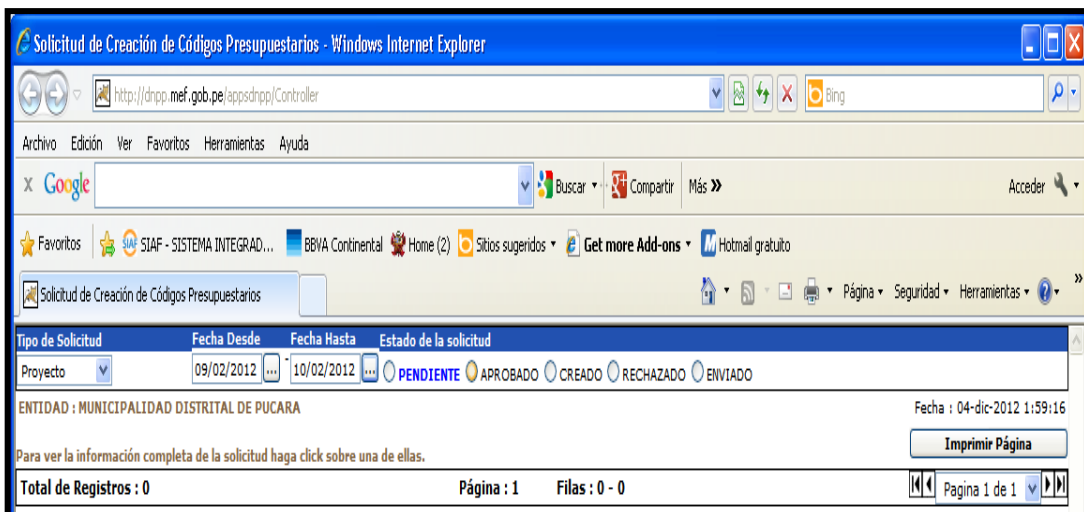 Solicitud de Creación de Códigos Presupuestarios - Windows Internet Explorer
http://dnpp.mef.gob.pe/appsdnpp/Controller
Bing
Archivo Edición Ver Favoritos Herramientas Ayuda
x Google Buscar Compartir Más » Acceder
Favoritos SIAF SIAF - SISTEMA INTEGRAD... BBVA Continental Home (2) Sitios sugeridos Get more Add-ons Hotmail gratuito
Solicitud de Creación de Códigos Presupuestarios Página Seguridad Herramientas »
Tipo de Solicitud Fecha Desde Fecha Hasta Estado de la solicitud
Proyecto 09/02/2012 ... - 10/02/2012 ... PENDIENTE APROBADO CREADO RECHAZADO ENVIADO
ENTIDAD : MUNICIPALIDAD DISTRITAL DE PUCARA Fecha : 04-dic-2012 1:59:16
Imprimir Página
Para ver la información completa de la solicitud haga click sobre una de ellas.
Total de Registros : 0 Página : 1 Filas : 0 - 0 Pagina 1 de 1